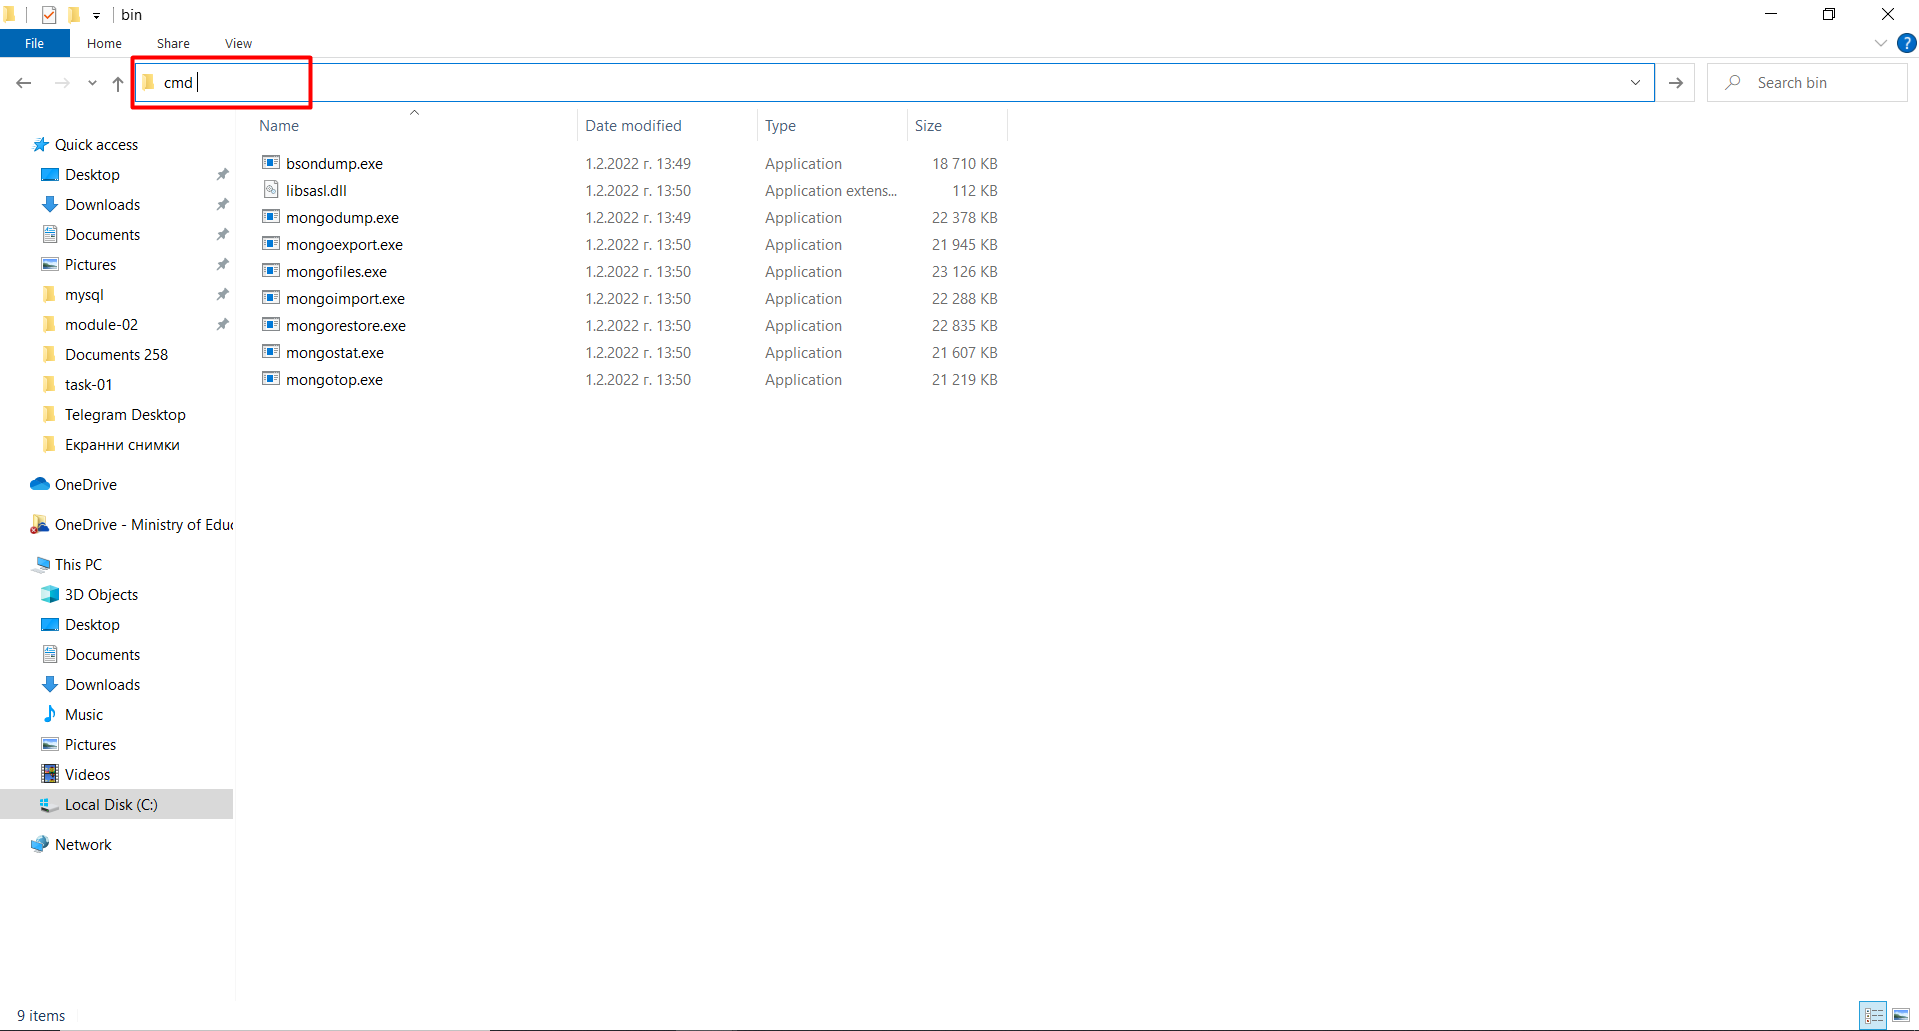 bin
File Home Share View
?
cmd
Search bin
Name Date modified Type Size
bsondump.exe 1.2.2022 г. 13:49 Application 18 710 KB
libsasl.dll 1.2.2022 г. 13:50 Application extens... 112 KB
mongodump.exe 1.2.2022 г. 13:49 Application 22 378 KB
mongoexport.exe 1.2.2022 г. 13:50 Application 21 945 KB
mongofiles.exe 1.2.2022 г. 13:50 Application 23 126 KB
mongoimport.exe 1.2.2022 г. 13:50 Application 22 288 KB
mongorestore.exe 1.2.2022 г. 13:50 Application 22 835 KB
mongostat.exe 1.2.2022 г. 13:50 Application 21 607 KB
mongotop.exe 1.2.2022 г. 13:50 Application 21 219 KB
Quick access
Desktop
Downloads
Documents
Pictures
mysql
module-02
Documents 258
task-01
Telegram Desktop
Екранни снимки
OneDrive
OneDrive - Ministry of Educ
This PC
3D Objects
Desktop
Documents
Downloads
Music
Pictures
Videos
Local Disk (C:)
Network
9 items